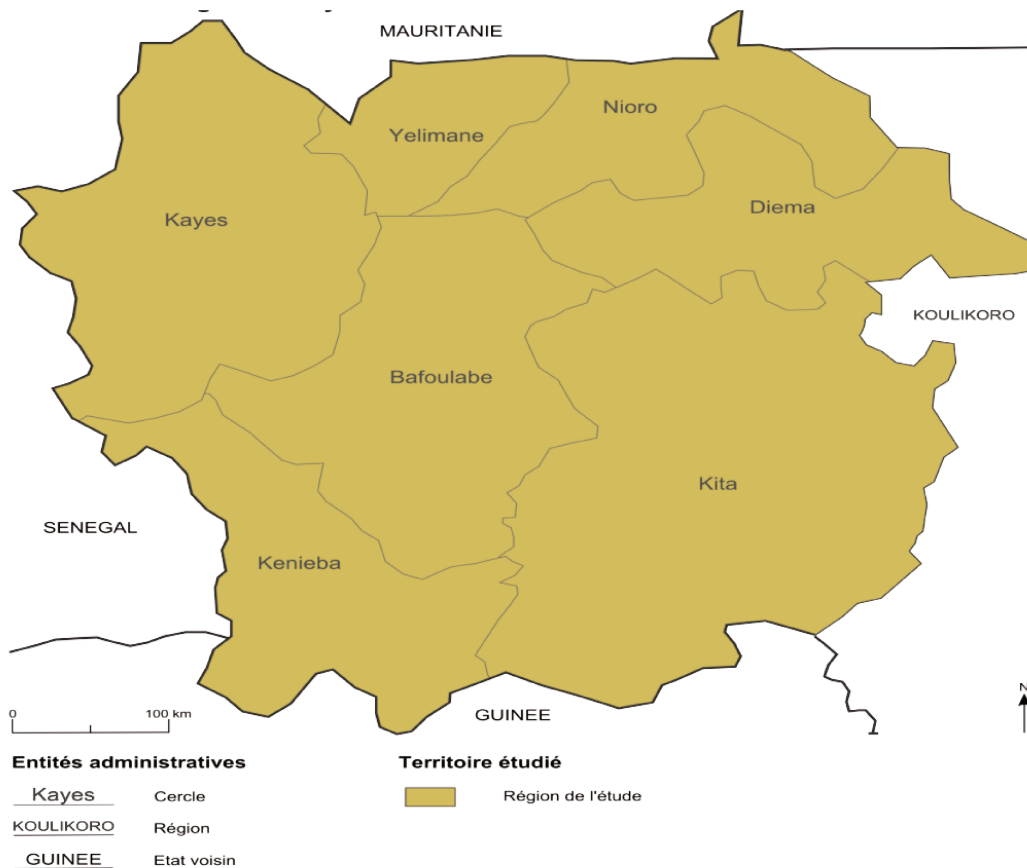 MAURITANIE
Nioro
Yelimane
Diema
Kayes
KOULIKORO
Bafoulabe
Kita
SENEGAL
Kenieba
GUINEE
N
0 100 km
Entités administratives
Kayes Cercle
KOULIKORO Région
GUINEE Etat voisin
Territoire étudié
Région de l'étude